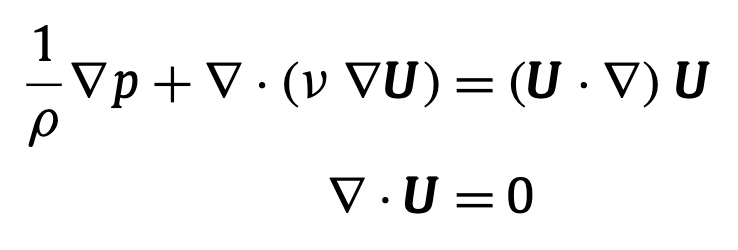 1/ρ ∇p + ∇ · (ν ∇U) = (U · ∇) U
∇ · U = 0